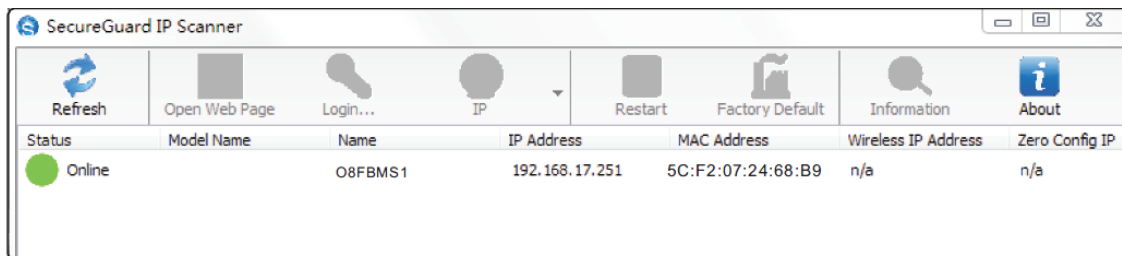 SecureGuard IP Scanner
Refresh Open Web Page Login... IP Restart Factory Default Information About
Status Model Name Name IP Address MAC Address Wireless IP Address Zero Config IP
Online O8FBMS1 192.168.17.251 5C:F2:07:24:68:B9 n/a n/a